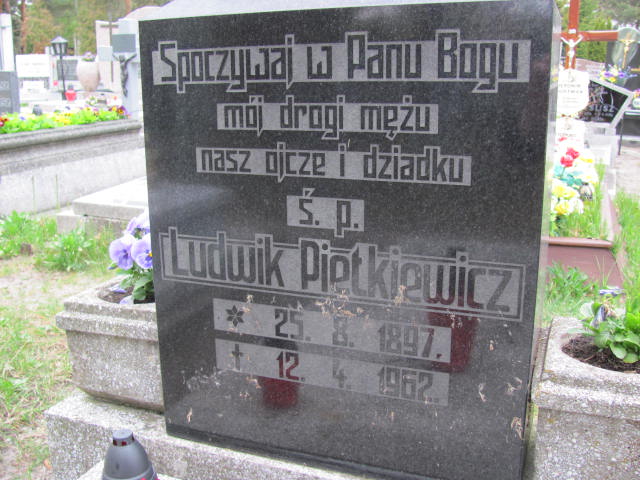 Spoczywaj w Panu Bogu
mój drogi mężu
nasz ojcze i dziadku
ś. p.
Ludwik Piętkiewicz
* 25. 8. 1897.
† 12. 4. 1962.